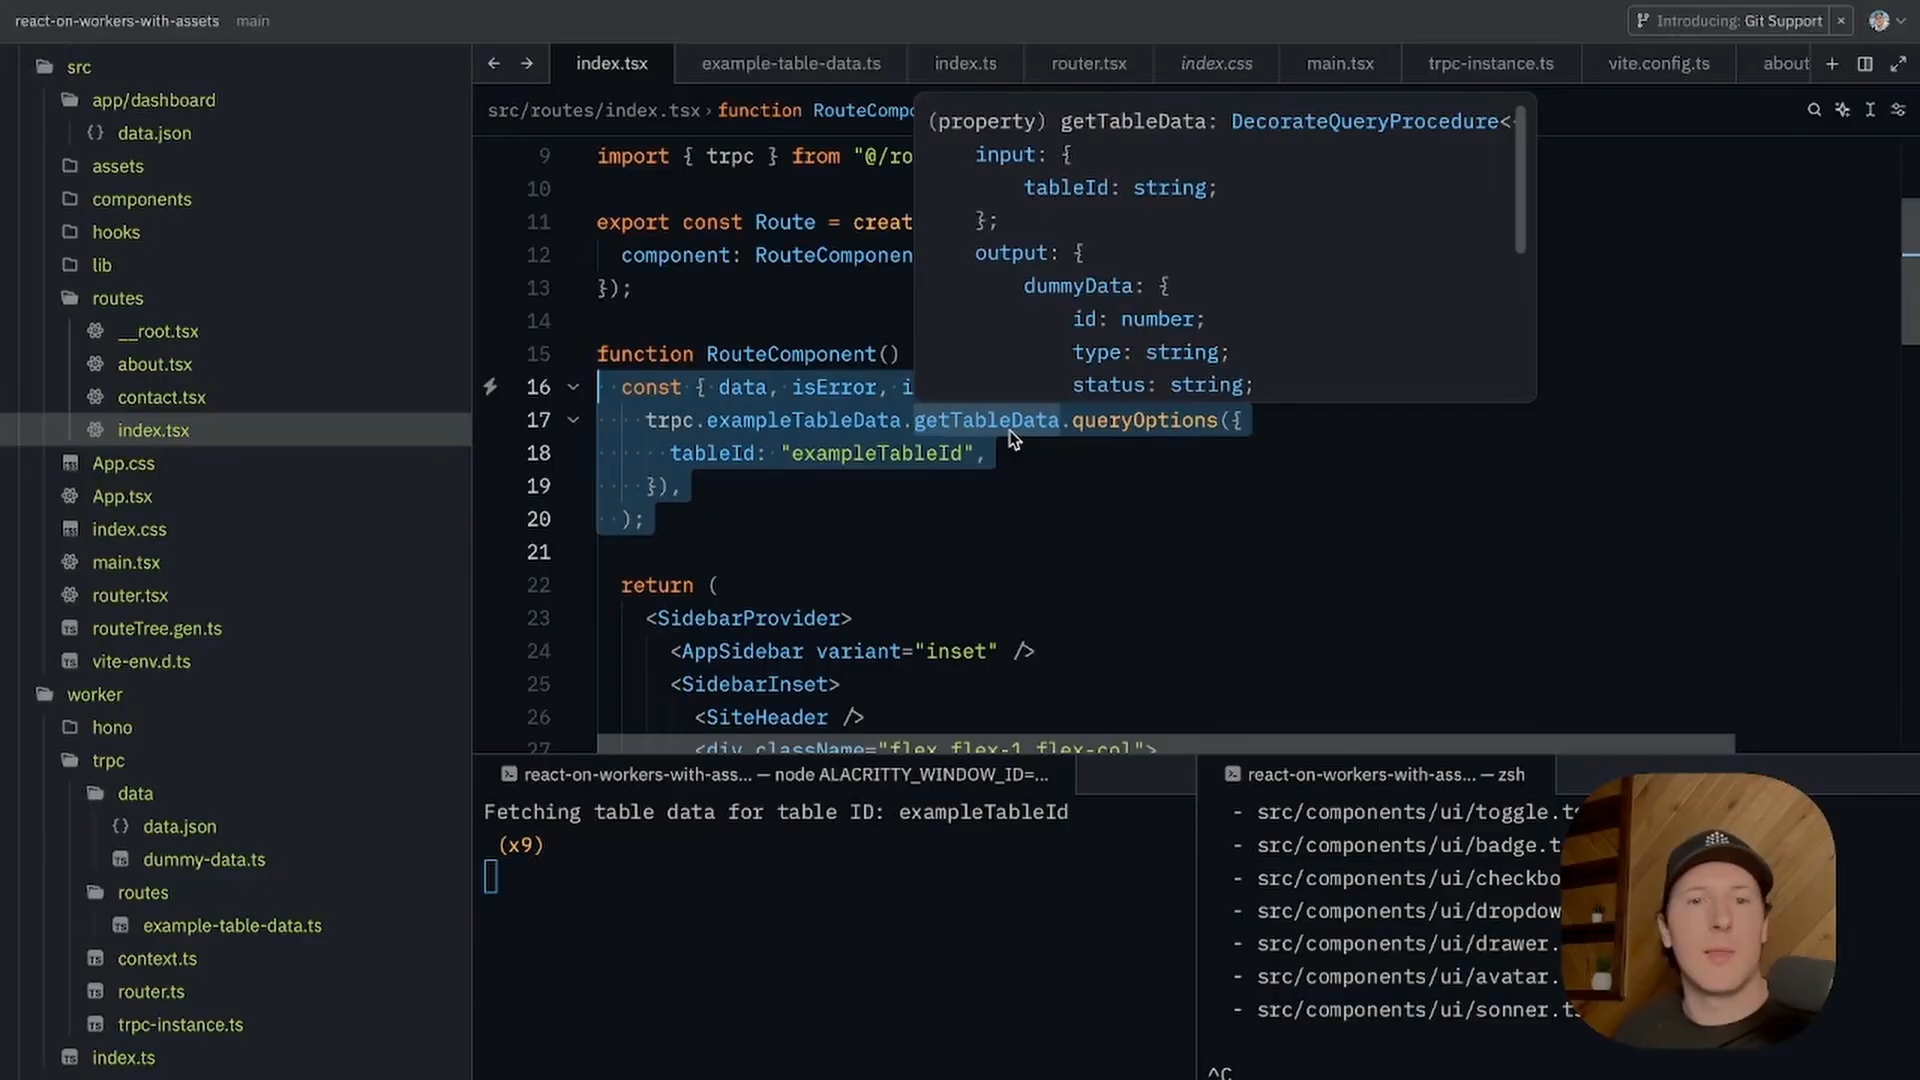 react-on-workers-with-assets main
Introducing: Git Support ×
src
app/dashboard
{} data.json
assets
components
hooks
lib
routes
__root.tsx
about.tsx
contact.tsx
index.tsx
App.css
App.tsx
index.css
main.tsx
router.tsx
routeTree.gen.ts
vite-env.d.ts
worker
hono
trpc
data
{} data.json
dummy-data.ts
routes
example-table-data.ts
context.ts
router.ts
trpc-instance.ts
index.ts
index.tsx example-table-data.ts index.ts router.tsx index.css main.tsx trpc-instance.ts vite.config.ts about
src/routes/index.tsx › function RouteCompo
9 import { trpc } from "@/ro
10
11 export const Route = creat
12 component: RouteComponen
13 });
14
15 function RouteComponent()
16 const { data, isError, i
17 trpc.exampleTableData.getTableData.queryOptions({
18 tableId: "exampleTableId",
19 }),
20 );
21
22 return (
23 <SidebarProvider>
24 <AppSidebar variant="inset" />
25 <SidebarInset>
26 <SiteHeader />
27 <div className="flex flex-1 flex-col">
(property) getTableData: DecorateQueryProcedure<
input: {
tableId: string;
};
output: {
dummyData: {
id: number;
type: string;
status: string;
react-on-workers-with-ass... — node ALACRITTY_WINDOW_ID=...
Fetching table data for table ID: exampleTableId
(x9)
react-on-workers-with-ass... — zsh
- src/components/ui/toggle.t
- src/components/ui/badge.t
- src/components/ui/checkbo
- src/components/ui/dropdow
- src/components/ui/drawer.
- src/components/ui/avatar.
- src/components/ui/sonner.t
^C